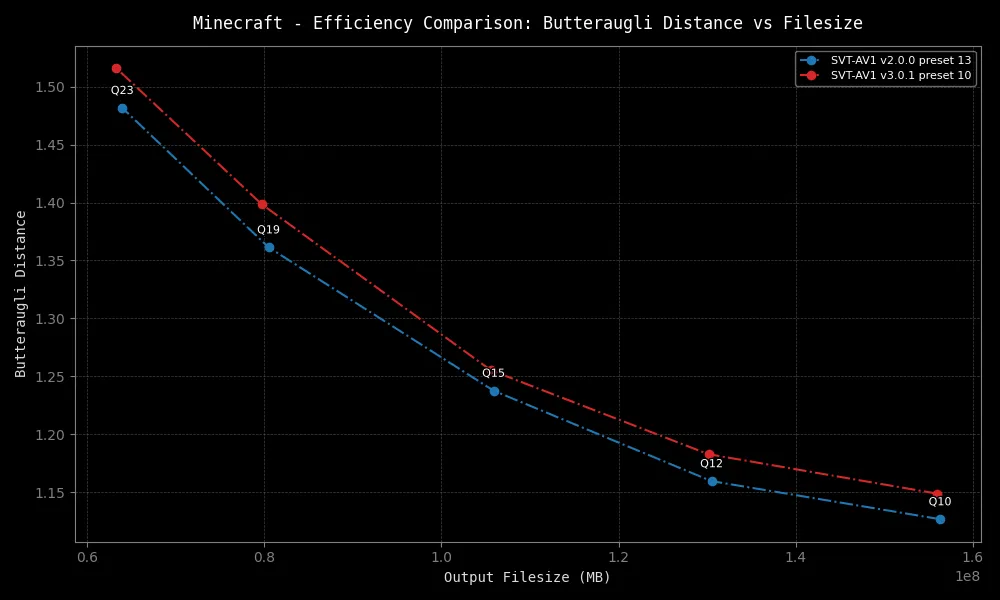 Minecraft - Efficiency Comparison: Butteraugli Distance vs Filesize
SVT-AV1 v2.0.0 preset 13
SVT-AV1 v3.0.1 preset 10
Butteraugli Distance
1.50
1.45
1.40
1.35
1.30
1.25
1.20
1.15
Q23
Q19
Q15
Q12
Q10
0.6
0.8
1.0
1.2
1.4
1.6
1e8
Output Filesize (MB)